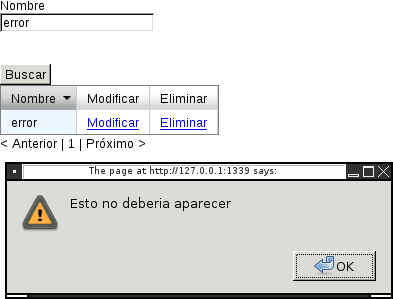 Nombre
error
Buscar
Nombre Modificar Eliminar
error Modificar Eliminar
< Anterior | 1 | Próximo >
The page at http://127.0.0.1:1339 says:
Esto no deberia aparecer
OK